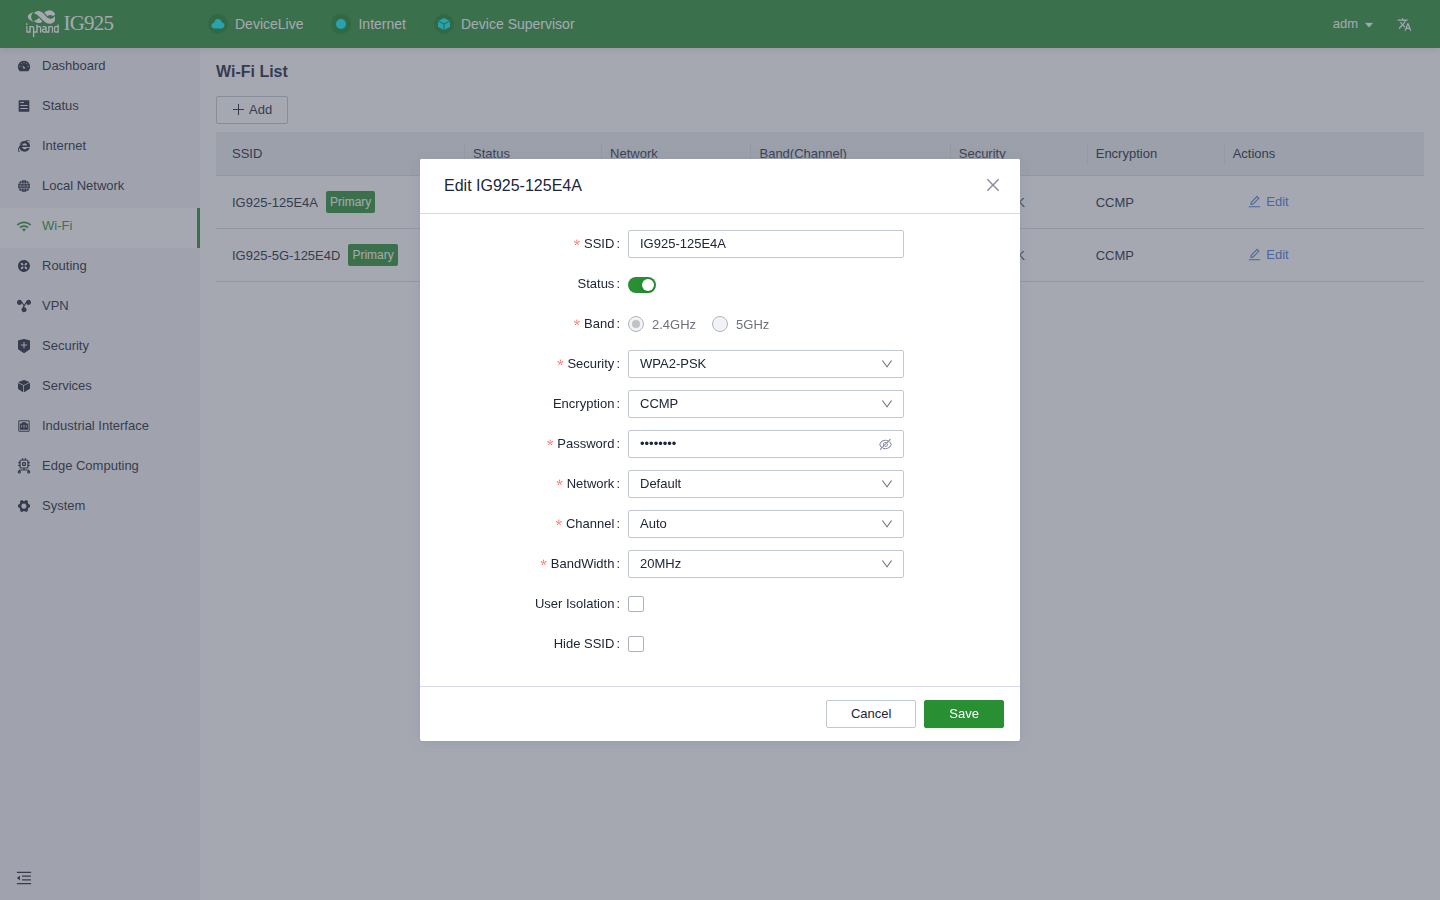 inhand IG925
DeviceLive
Internet
Device Supervisor
adm
Dashboard
Status
Internet
Local Network
Wi-Fi
Routing
VPN
Security
Services
Industrial Interface
Edge Computing
System
Wi-Fi List
Add
SSID Status Network Band(Channel) Security Encryption Actions
IG925-125E4A Primary K CCMP Edit
IG925-5G-125E4D Primary K CCMP Edit
Edit IG925-125E4A
* SSID : IG925-125E4A
Status :
* Band : 2.4GHz 5GHz
* Security : WPA2-PSK
Encryption : CCMP
* Password : ••••••••
* Network : Default
* Channel : Auto
* BandWidth : 20MHz
User Isolation :
Hide SSID :
Cancel Save